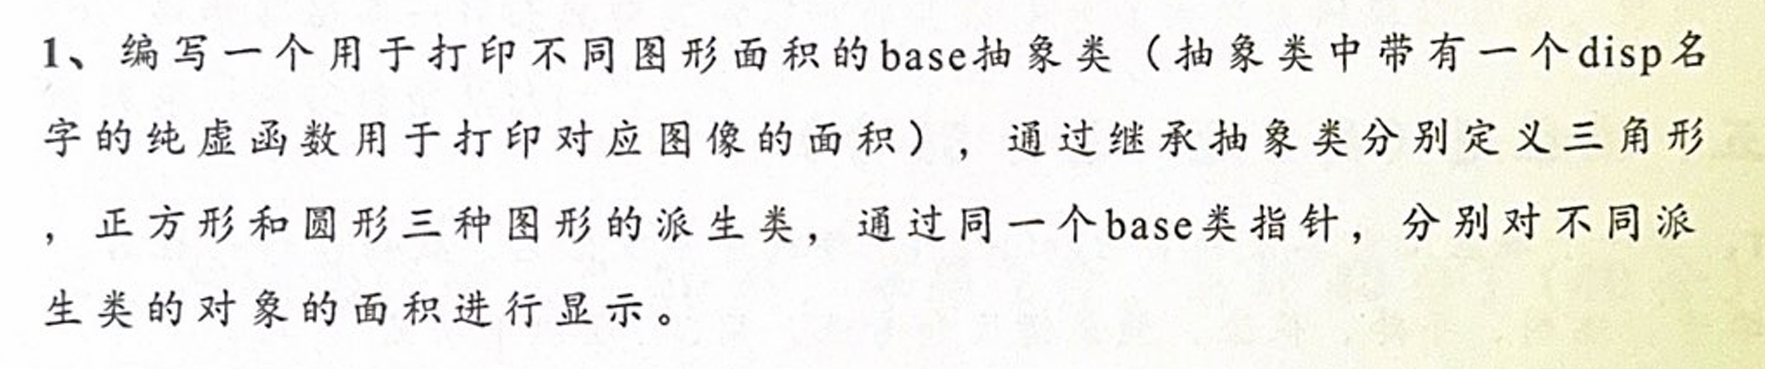 1、编写一个用于打印不同图形面积的base抽象类（抽象类中带有一个disp名
字的纯虚函数用于打印对应图像的面积），通过继承抽象类分别定义三角形
，正方形和圆形三种图形的派生类，通过同一个base类指针，分别对不同派
生类的对象的面积进行显示。